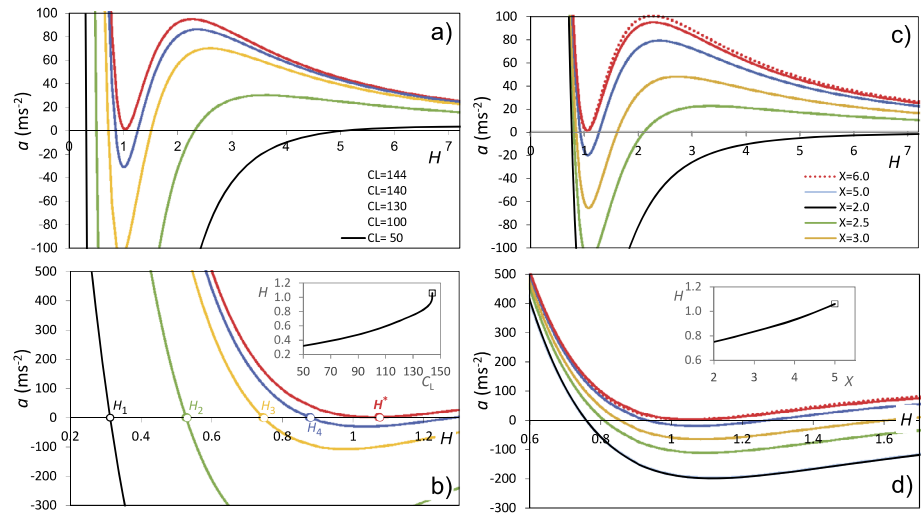 a)
a (ms-2)
100
80
60
40
20
0
-20
-40
-60
-80
-100
0 1 2 3 4 5 6 7
H
CL=144
CL=140
CL=130
CL=100
CL= 50
c)
a (ms-2)
100
80
60
40
20
0
-20
-40
-60
-80
-100
0 1 2 3 4 5 6 7
H
X=6.0
X=5.0
X=2.0
X=2.5
X=3.0
b)
a (ms-2)
500
400
300
200
100
0
-100
-200
-300
0.2 0.4 0.6 0.8 1 1.2
H
H1 H2 H3 H4 H*
H
1.2
1.0
0.8
0.6
0.4
0.2
50 70 90 110 130 150
CL
d)
a (ms-2)
500
400
300
200
100
0
-100
-200
-300
0.6 0.8 1 1.2 1.4 1.6
H
H
1.2
1.0
0.8
0.6
2 3 4 5 6
X